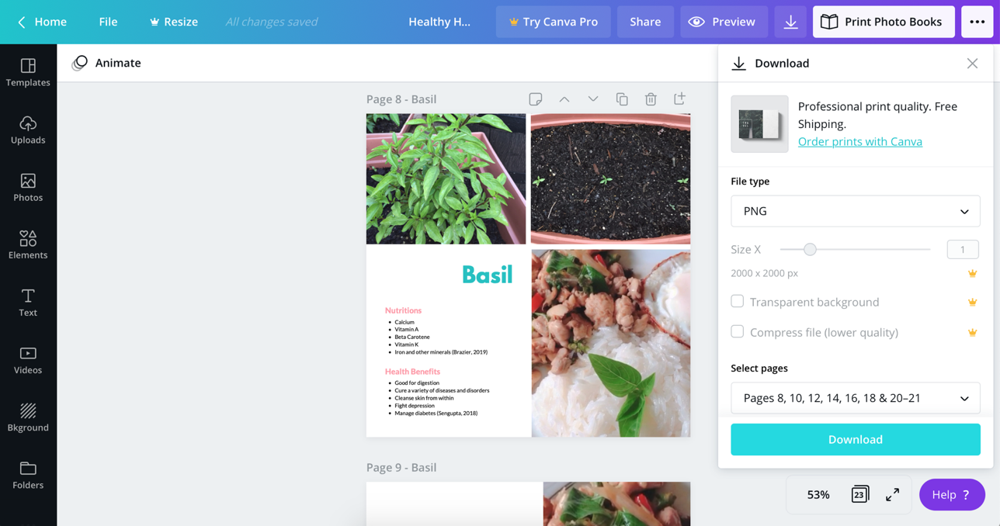 Home
File
Resize
All changes saved
Healthy H...
Try Canva Pro
Share
Preview
Print Photo Books
Templates
Uploads
Photos
Elements
Text
Videos
Bkground
Folders
Animate
Page 8 - Basil
Basil
Nutritions
• Calcium
• Vitamin A
• Beta Carotene
• Vitamin K
• Iron and other minerals (Brazier, 2019)
Health Benefits
• Good for digestion
• Cure a variety of diseases and disorders
• Cleanse skin from within
• Fight depression
• Manage diabetes (Sengupta, 2018)
Page 9 - Basil
Download
Professional print quality. Free
Shipping.
Order prints with Canva
File type
PNG
Size X
1
2000 x 2000 px
Transparent background
Compress file (lower quality)
Select pages
Pages 8, 10, 12, 14, 16, 18 & 20–21
Download
53%
23
Help ?